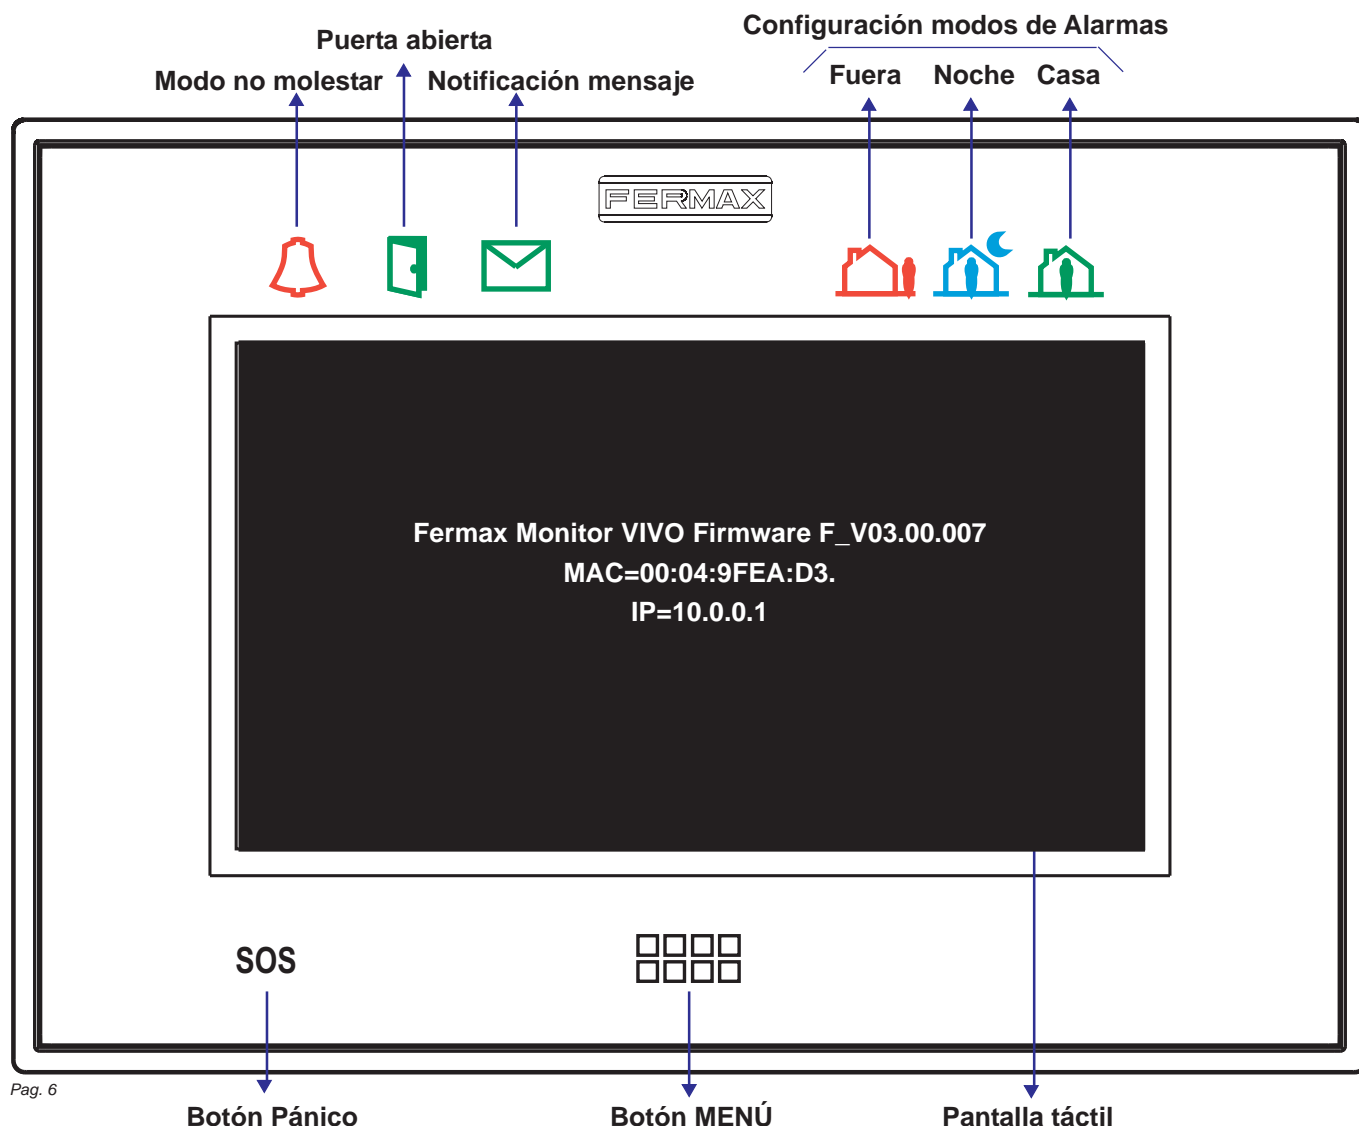 Configuración modos de Alarmas
Puerta abierta
Modo no molestar
Notificación mensaje
Fuera
Noche
Casa
FERMAX
Fermax Monitor VIVO Firmware F_V03.00.007
MAC=00:04:9FEA:D3.
IP=10.0.0.1
SOS
Pag. 6
Botón Pánico
Botón MENÚ
Pantalla táctil